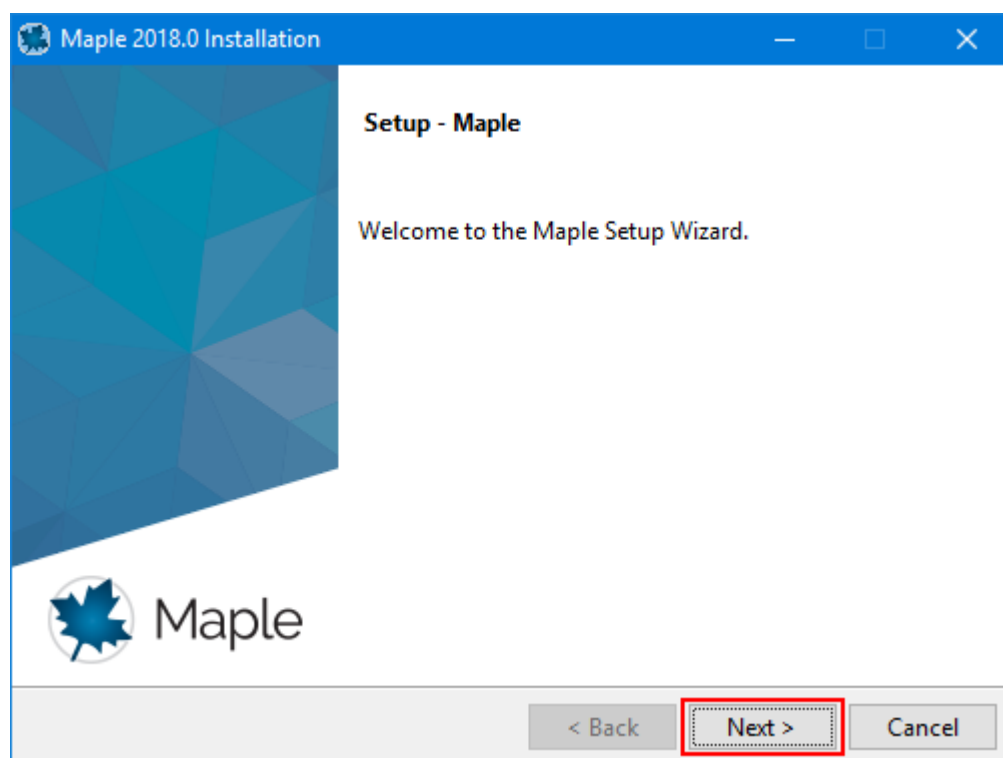 Maple 2018.0 Installation
Setup - Maple
Welcome to the Maple Setup Wizard.
Maple
< Back
Next >
Cancel